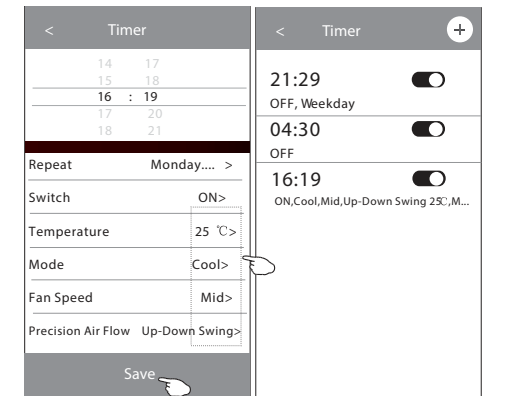 < Timer
14 17
15 18
16 : 19
17 20
18 21
Repeat Monday.... >
Switch ON>
Temperature 25 ℃>
Mode Cool>
Fan Speed Mid>
Precision Air Flow Up-Down Swing>
Save
< Timer +
21:29
OFF, Weekday
04:30
OFF
16:19
ON,Cool,Mid,Up-Down Swing 25℃,M...